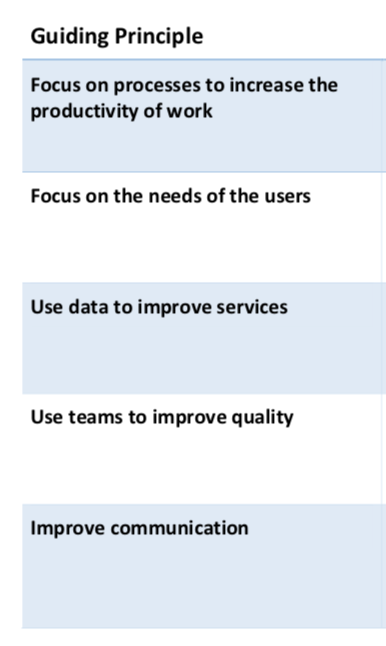 Guiding Principle
Focus on processes to increase the
productivity of work
Focus on the needs of the users
Use data to improve services
Use teams to improve quality
Improve communication